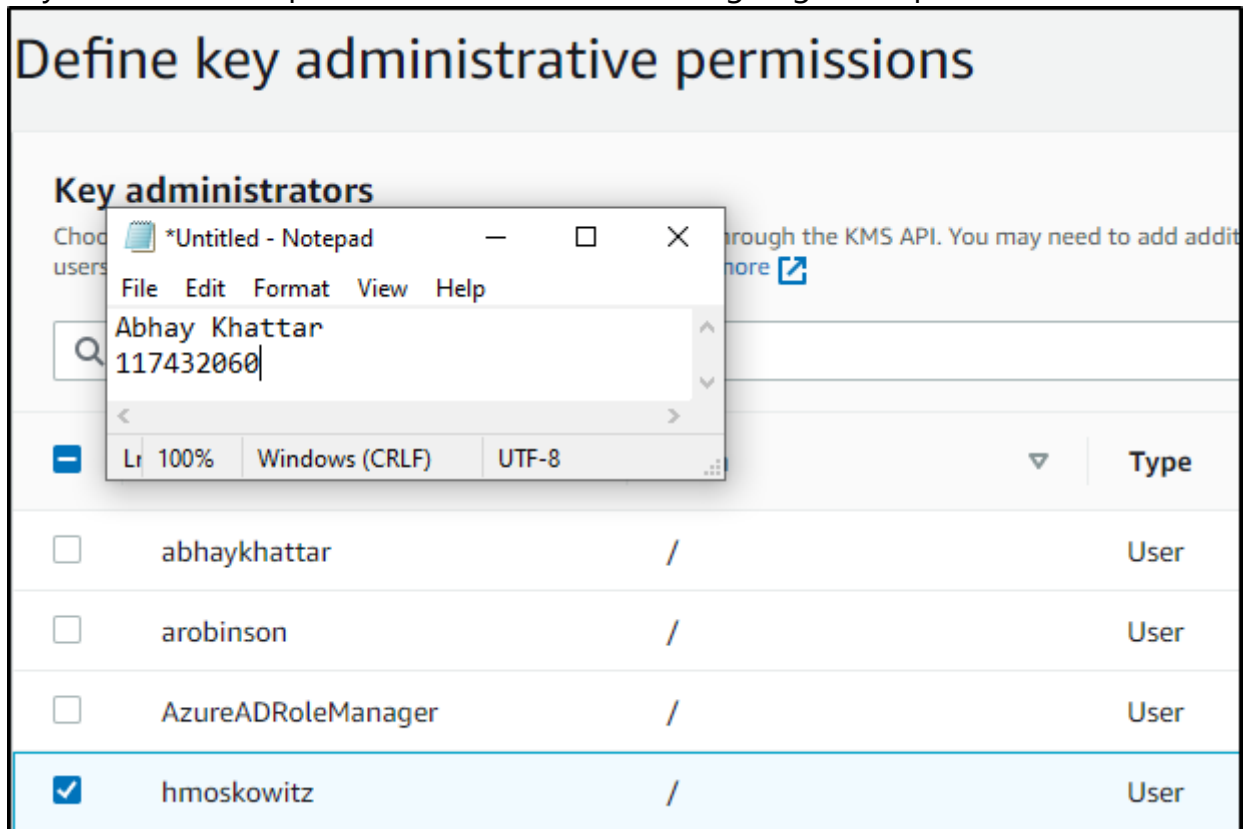 Define key administrative permissions
Key administrators
Choo
*Untitled - Notepad
rough the KMS API. You may need to add addit
users
more
File Edit Format View Help
Abhay Khattar
117432060
100% Windows (CRLF) UTF-8
Type
abhaykhattar / User
arobinson / User
AzureADRoleManager / User
hmoskowitz / User